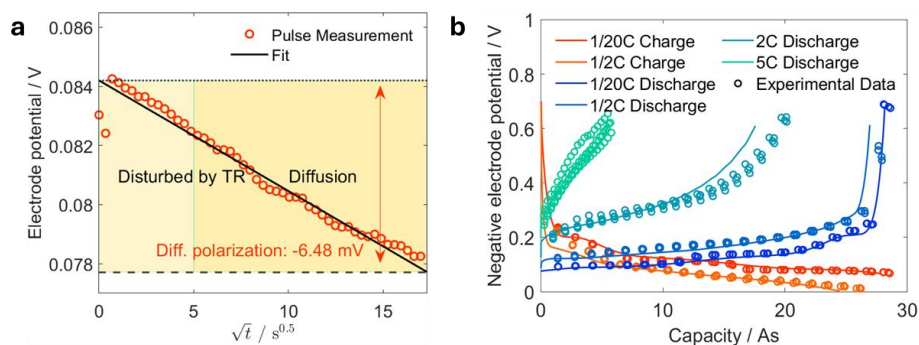 a
0.086
0.084
0.082
0.08
0.078
Electrode potential / V
Pulse Measurement
Fit
Disturbed by TR
Diffusion
Diff. polarization: -6.48 mV
0
5
10
15
√t / s^0.5
b
1
0.8
0.6
0.4
0.2
0
Negative electrode potential / V
1/20C Charge
1/2C Charge
1/20C Discharge
1/2C Discharge
2C Discharge
5C Discharge
Experimental Data
0
10
20
30
Capacity / As